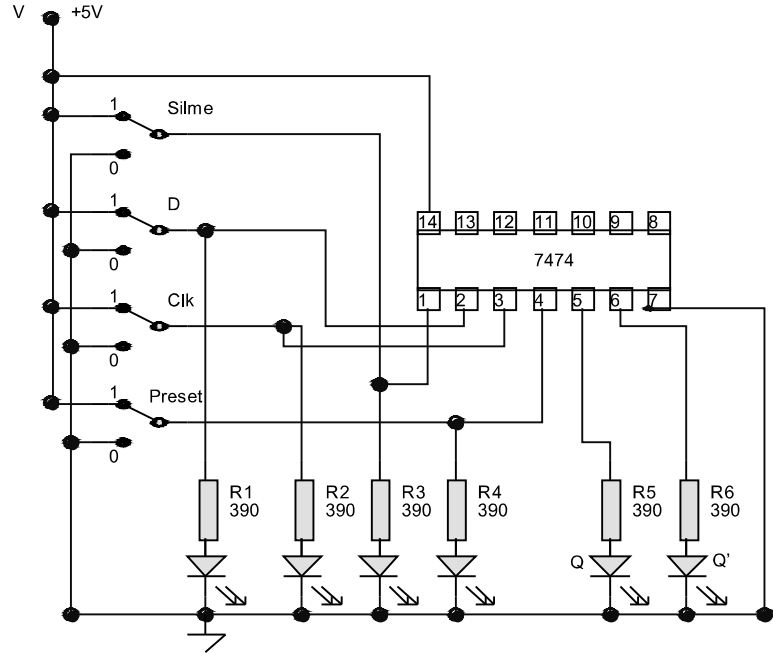 V +5V
1 Silme
0
1 D
0
1 Clk
0
1 Preset
0
14 13 12 11 10 9 8
7474
1 2 3 4 5 6 7
R1 R2 R3 R4 R5 R6
390 390 390 390 390 390
Q Q'